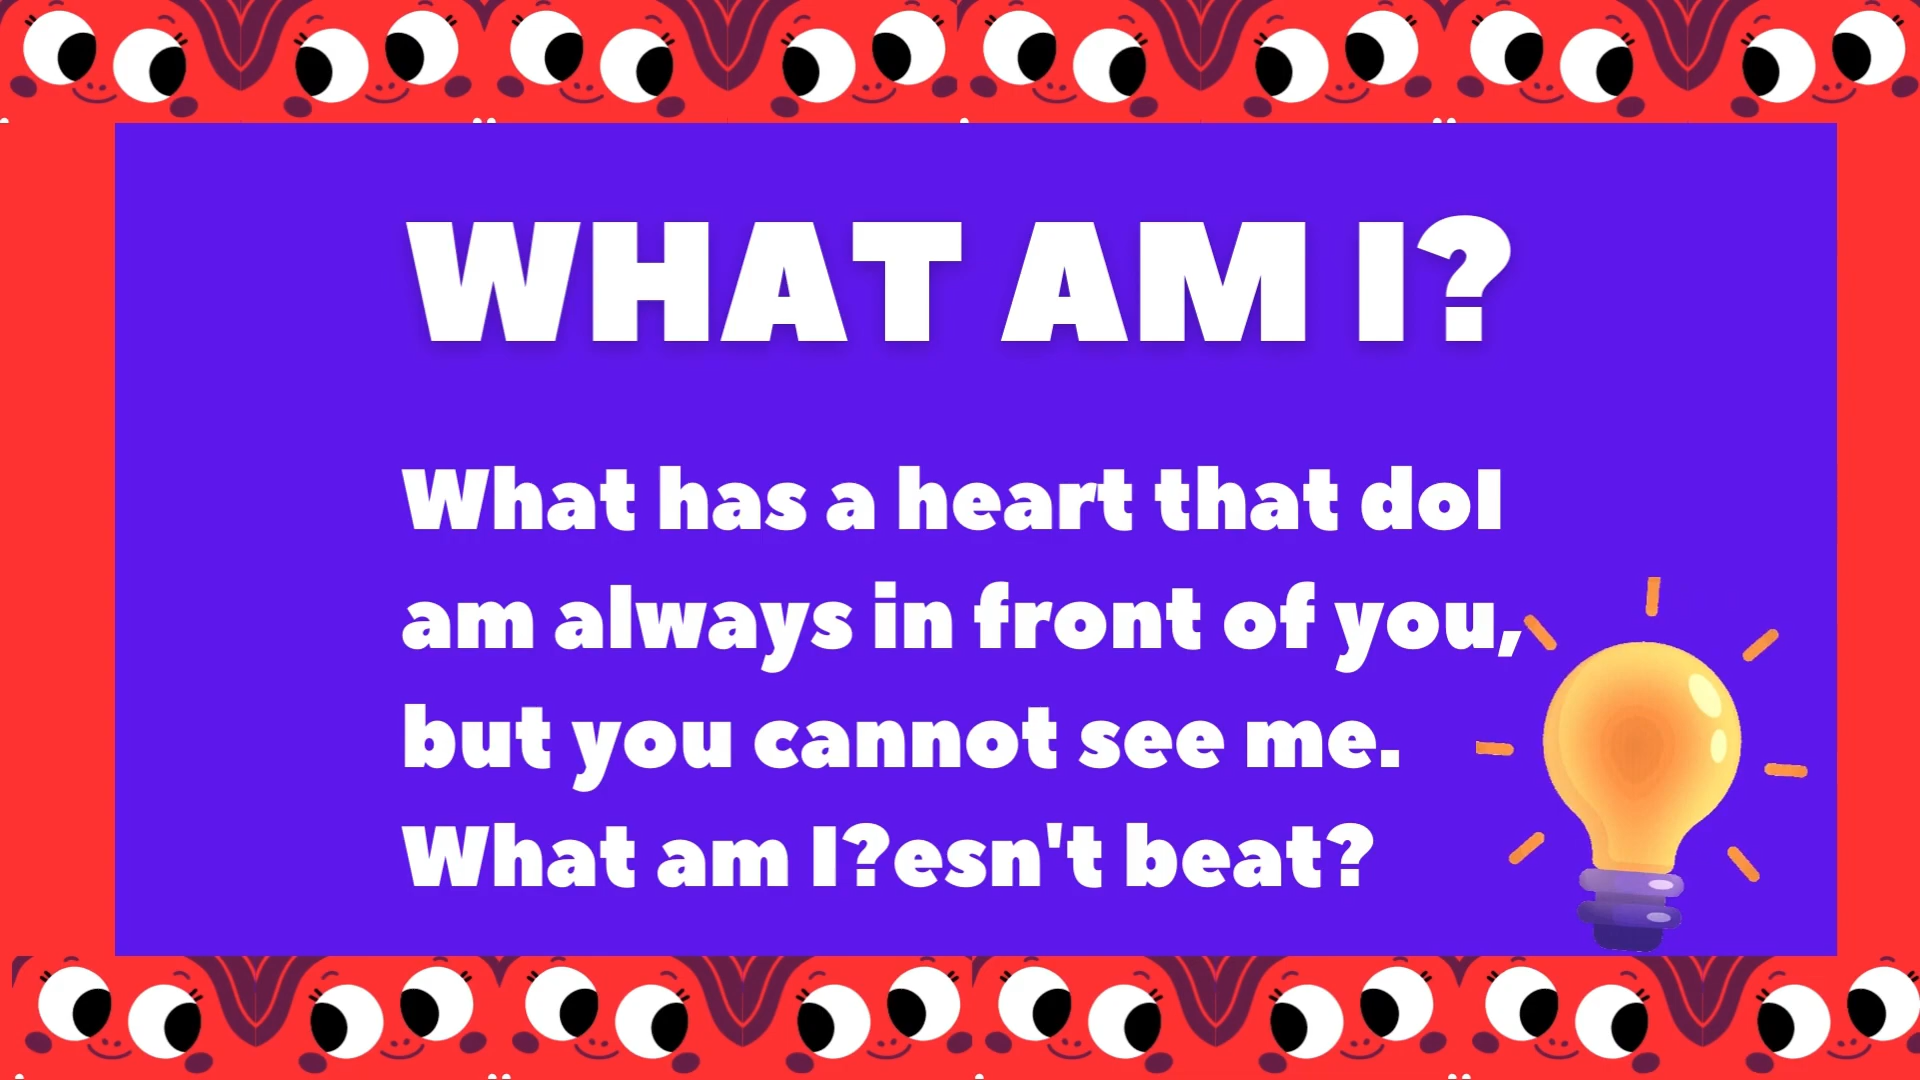 WHAT AM I?
What has a heart that doI
am always in front of you,
but you cannot see me.
What am I?esn't beat?